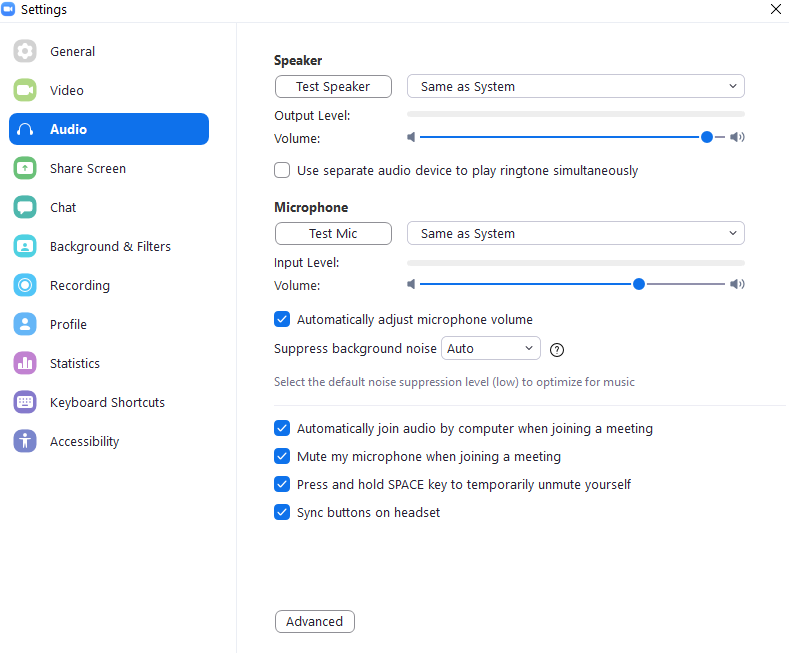 Settings
General
Video
Audio
Share Screen
Chat
Background & Filters
Recording
Profile
Statistics
Keyboard Shortcuts
Accessibility
Speaker
Test Speaker Same as System
Output Level:
Volume:
Use separate audio device to play ringtone simultaneously
Microphone
Test Mic Same as System
Input Level:
Volume:
Automatically adjust microphone volume
Suppress background noise Auto ?
Select the default noise suppression level (low) to optimize for music
Automatically join audio by computer when joining a meeting
Mute my microphone when joining a meeting
Press and hold SPACE key to temporarily unmute yourself
Sync buttons on headset
Advanced